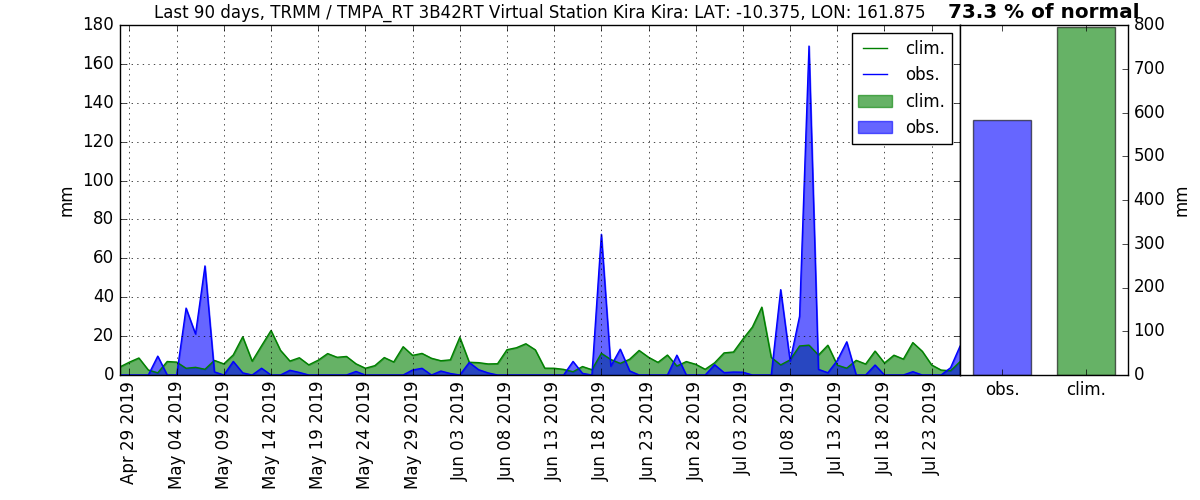 Last 90 days, TRMM / TMPA_RT 3B42RT Virtual Station Kira Kira: LAT: -10.375, LON: 161.875
73.3 % of normal
180
160
140
120
100
80
60
40
20
0
mm
clim.
obs.
clim.
obs.
800
700
600
500
400
300
200
100
0
mm
Apr 29 2019
May 04 2019
May 09 2019
May 14 2019
May 19 2019
May 24 2019
May 29 2019
Jun 03 2019
Jun 08 2019
Jun 13 2019
Jun 18 2019
Jun 23 2019
Jun 28 2019
Jul 03 2019
Jul 08 2019
Jul 13 2019
Jul 18 2019
Jul 23 2019
obs.
clim.